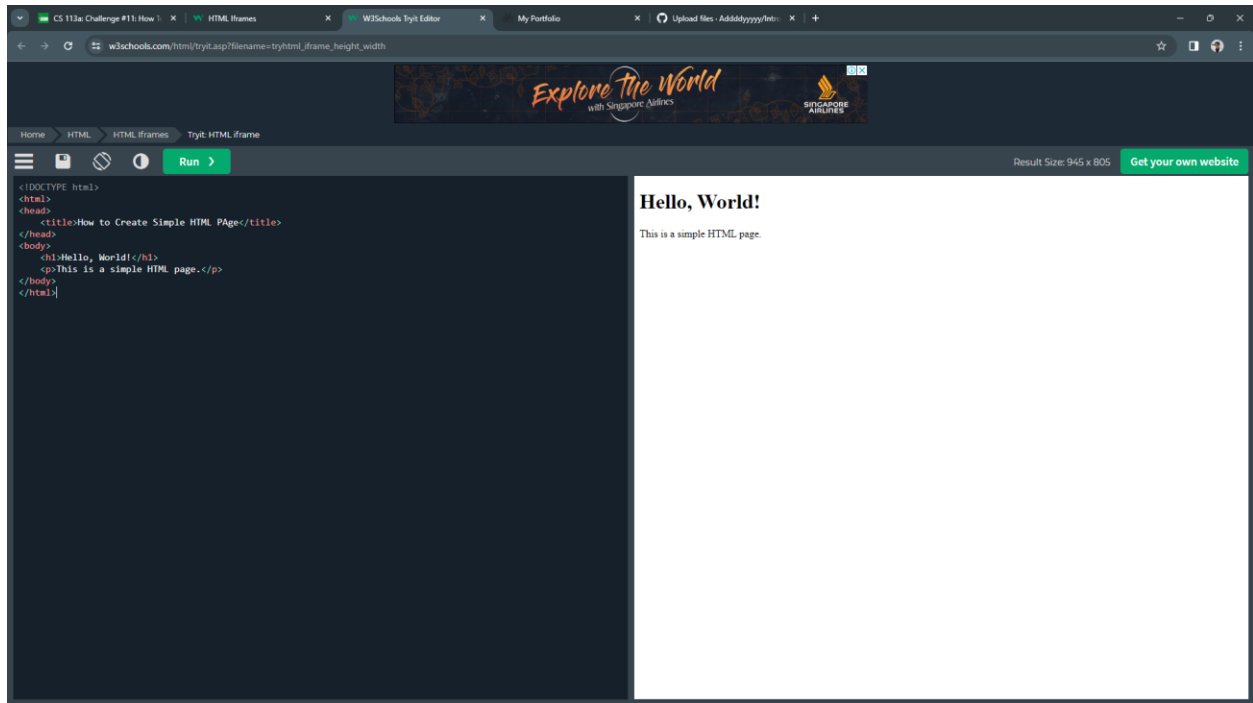 CS 113a: Challenge #11: How T
HTML Iframes
W3Schools Tryit Editor
My Portfolio
Upload files · Addddyyyyy/Intro
w3schools.com/html/tryit.asp?filename=tryhtml_iframe_height_width
Explore The World
with Singapore Airlines
SINGAPORE
AIRLINES
Home HTML HTML Iframes Tryit: HTML iframe
Run ❯ Result Size: 945 x 805 Get your own website
<!DOCTYPE html>
<html>
<head>
    <title>How to Create Simple HTML PAge</title>
</head>
<body>
    <h1>Hello, World!</h1>
    <p>This is a simple HTML page.</p>
</body>
</html>
Hello, World!
This is a simple HTML page.